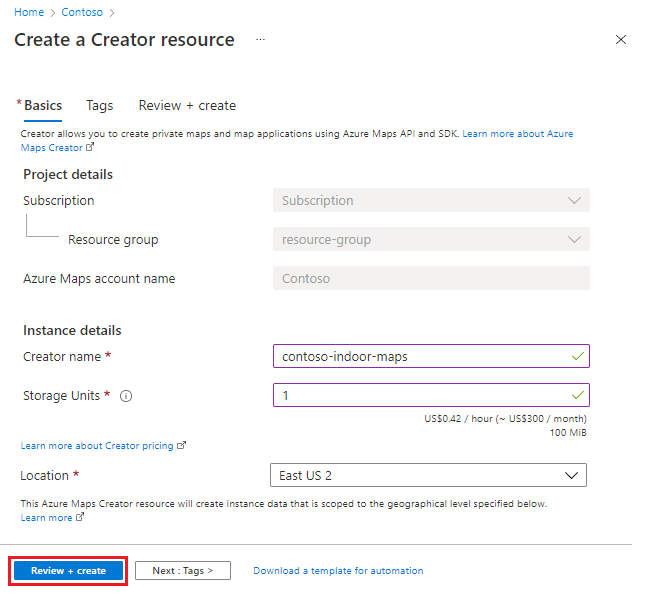 Home > Contoso >
Create a Creator resource ...
* Basics Tags Review + create
Creator allows you to create private maps and map applications using Azure Maps API and SDK. Learn more about Azure
Maps Creator
Project details
Subscription Subscription
Resource group resource-group
Azure Maps account name Contoso
Instance details
Creator name * contoso-indoor-maps
Storage Units * 1
US$0.42 / hour (~ US$300 / month)
100 MiB
Learn more about Creator pricing
Location * East US 2
This Azure Maps Creator resource will create instance data that is scoped to the geographical level specified below.
Learn more
Review + create Next : Tags > Download a template for automation